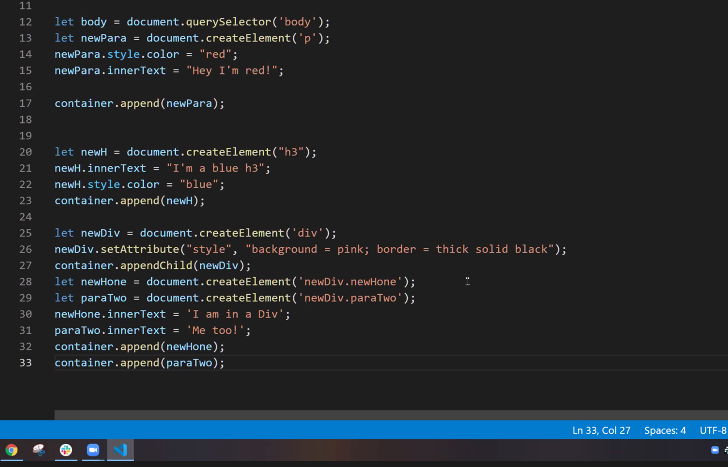 11
12 let body = document.querySelector('body');
13 let newPara = document.createElement('p');
14 newPara.style.color = "red";
15 newPara.innerText = "Hey I'm red!";
16
17 container.append(newPara);
18
19
20 let newH = document.createElement("h3");
21 newH.innerText = "I'm a blue h3";
22 newH.style.color = "blue";
23 container.append(newH);
24
25 let newDiv = document.createElement('div');
26 newDiv.setAttribute("style", "background = pink; border = thick solid black");
27 container.appendChild(newDiv);
28 let newHone = document.createElement('newDiv.newHone');
29 let paraTwo = document.createElement('newDiv.paraTwo');
30 newHone.innerText = 'I am in a Div';
31 paraTwo.innerText = 'Me too!';
32 container.append(newHone);
33 container.append(paraTwo);
Ln 33, Col 27 Spaces: 4 UTF-8